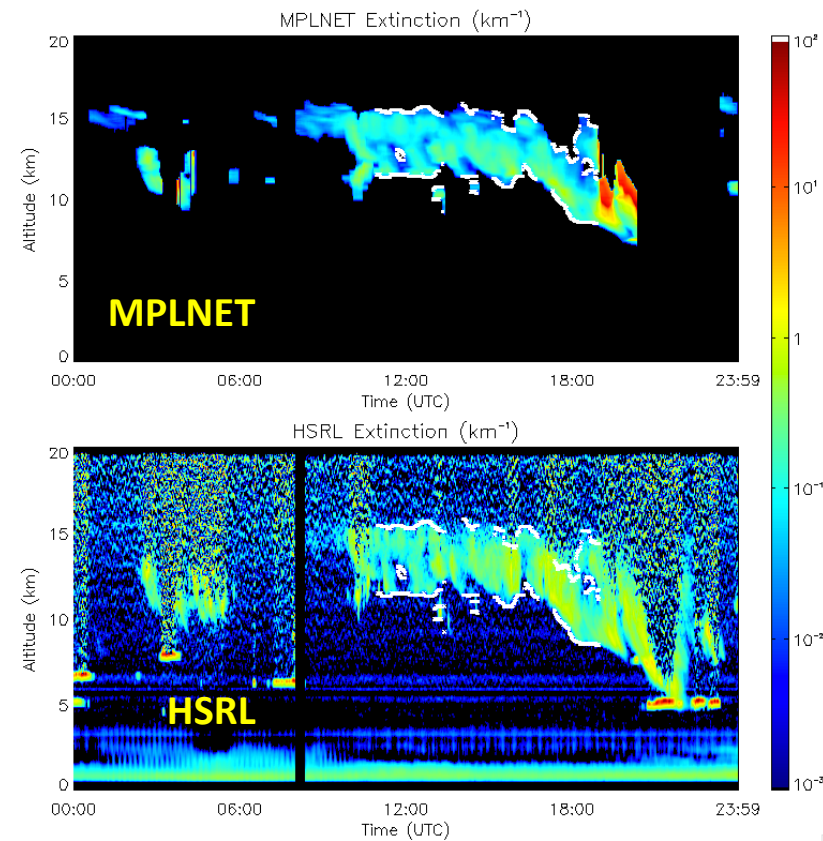 MPLNET Extinction (km⁻¹)
20
15
10
5
0
Altitude (km)
MPLNET
00:00 06:00 12:00 18:00 23:59
Time (UTC)
HSRL Extinction (km⁻¹)
20
15
10
5
0
Altitude (km)
HSRL
00:00 06:00 12:00 18:00 23:59
Time (UTC)
10²
10¹
1
10⁻¹
10⁻²
10⁻³